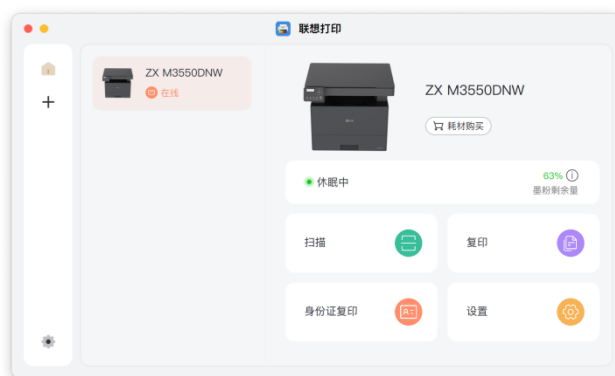 联想打印
ZX M3550DNW
在线
ZX M3550DNW
耗材购买
休眠中
63%
墨粉剩余量
扫描
复印
身份证复印
设置